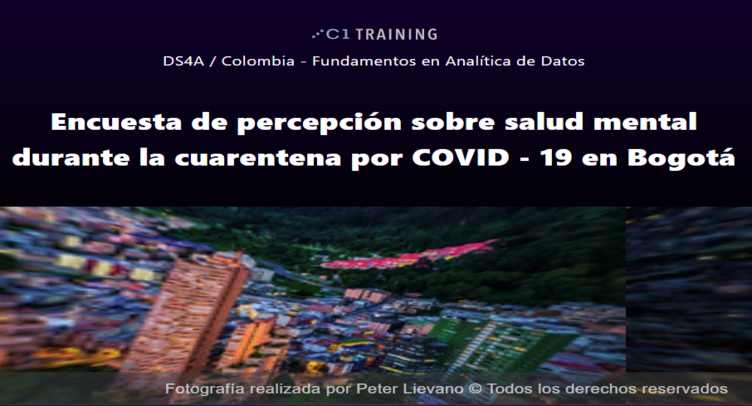 C1 TRAINING
DS4A / Colombia - Fundamentos en Analítica de Datos
Encuesta de percepción sobre salud mental
durante la cuarentena por COVID - 19 en Bogotá
Fotografía realizada por Peter Lievano © Todos los derechos reservados